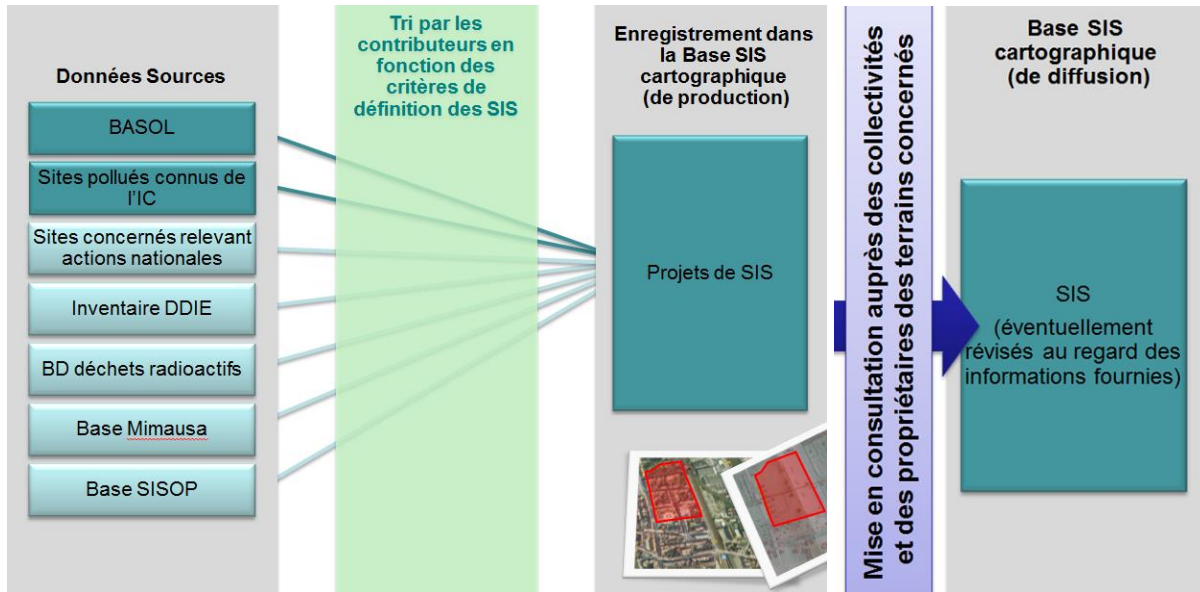 Données Sources
BASOL
Sites pollués connus de
l'IC
Sites concernés relevant
actions nationales
Inventaire DDIE
BD déchets radioactifs
Base Mimausa
Base SISOP
Tri par les
contributeurs en
fonction des
critères de
définition des SIS
Enregistrement dans
la Base SIS
cartographique
(de production)
Projets de SIS
Mise en consultation auprès des collectivités
et des propriétaires des terrains concernés
Base SIS
cartographique
(de diffusion)
SIS
(éventuellement
révisés au regard des
informations fournies)